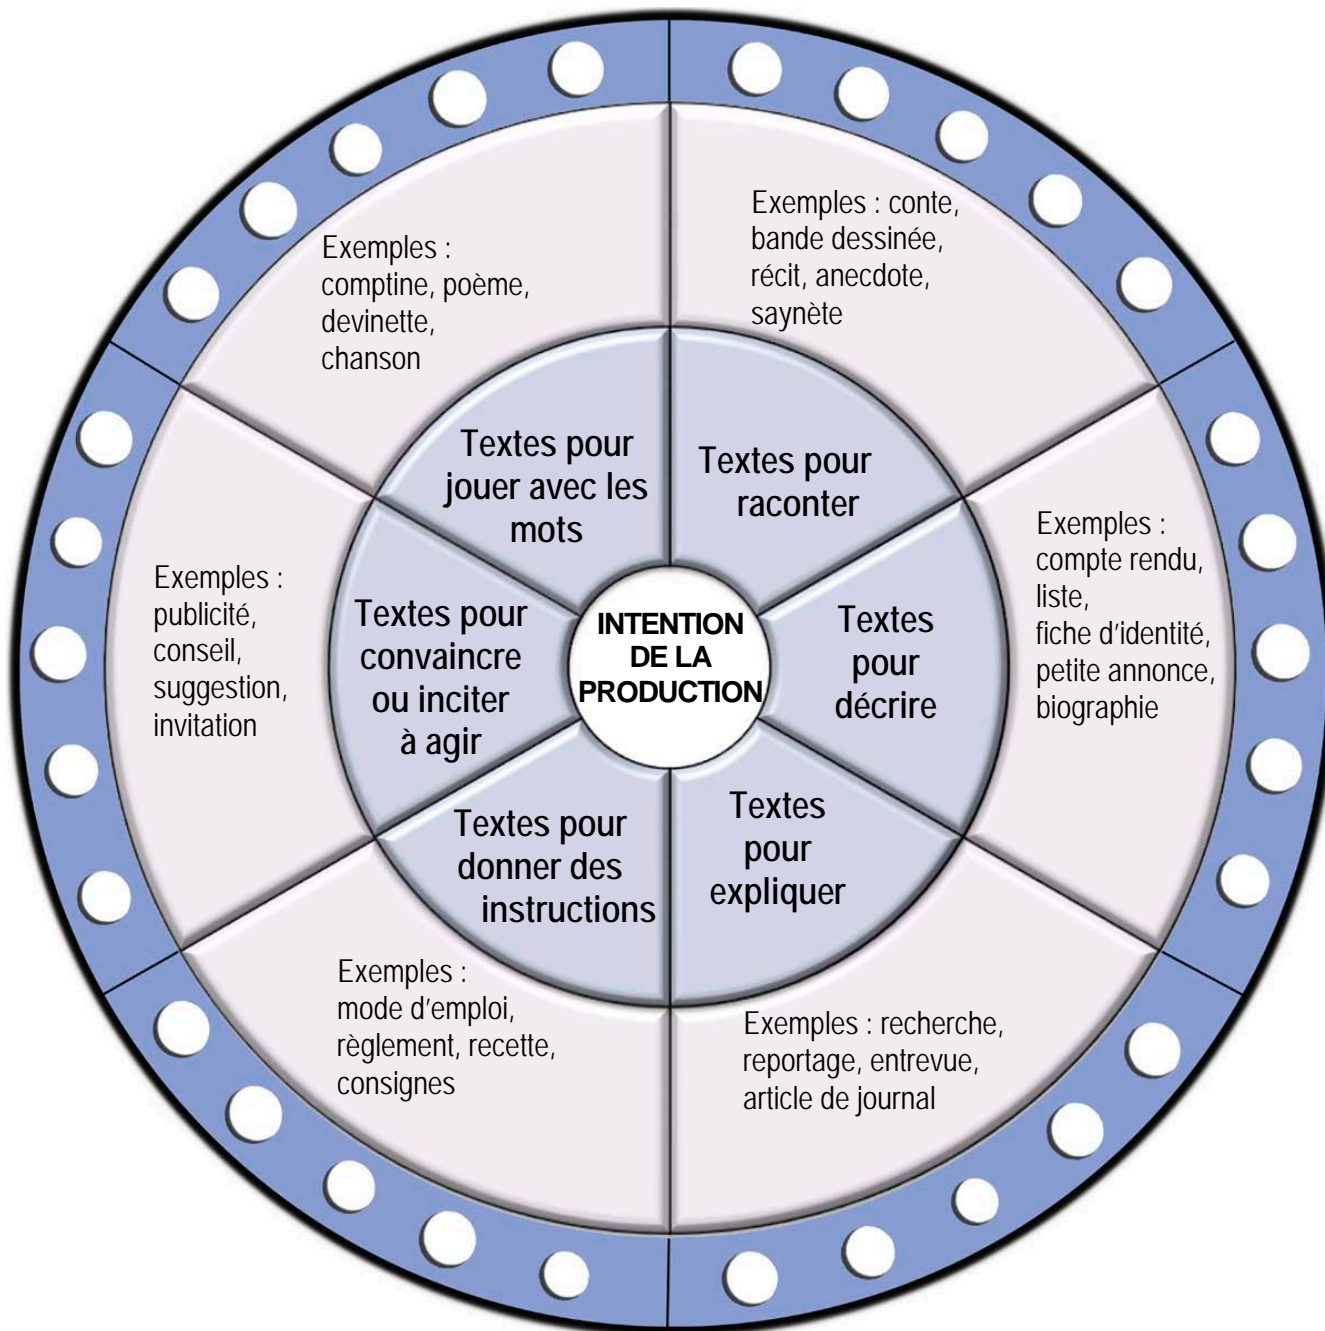 INTENTION
DE LA
PRODUCTION
Textes pour
raconter
Exemples : conte,
bande dessinée,
récit, anecdote,
saynète
Textes
pour
décrire
Exemples :
compte rendu,
liste,
fiche d'identité,
petite annonce,
biographie
Textes
pour
expliquer
Exemples : recherche,
reportage, entrevue,
article de journal
Textes pour
donner des
instructions
Exemples :
mode d'emploi,
règlement, recette,
consignes
Textes pour
convaincre
ou inciter
à agir
Exemples :
publicité,
conseil,
suggestion,
invitation
Textes pour
jouer avec les
mots
Exemples :
comptine, poème,
devinette,
chanson